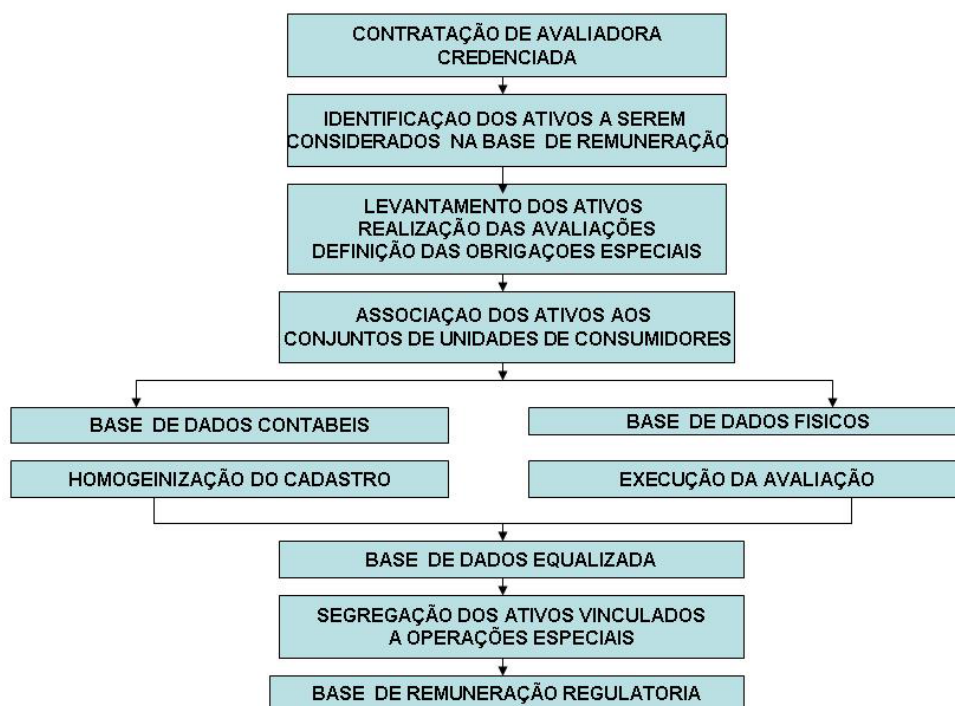 CONTRATAÇÃO DE AVALIADORA
CREDENCIADA
IDENTIFICAÇAO DOS ATIVOS A SEREM
CONSIDERADOS NA BASE DE REMUNERAÇÃO
LEVANTAMENTO DOS ATIVOS
REALIZAÇÃO DAS AVALIAÇÕES
DEFINIÇÃO DAS OBRIGAÇOES ESPECIAIS
ASSOCIAÇAO DOS ATIVOS AOS
CONJUNTOS DE UNIDADES DE CONSUMIDORES
BASE DE DADOS CONTABEIS
BASE DE DADOS FISICOS
HOMOGEINIZAÇÃO DO CADASTRO
EXECUÇÃO DA AVALIAÇÃO
BASE DE DADOS EQUALIZADA
SEGREGAÇÃO DOS ATIVOS VINCULADOS
A OPERAÇÕES ESPECIAIS
BASE DE REMUNERAÇÃO REGULATORIA